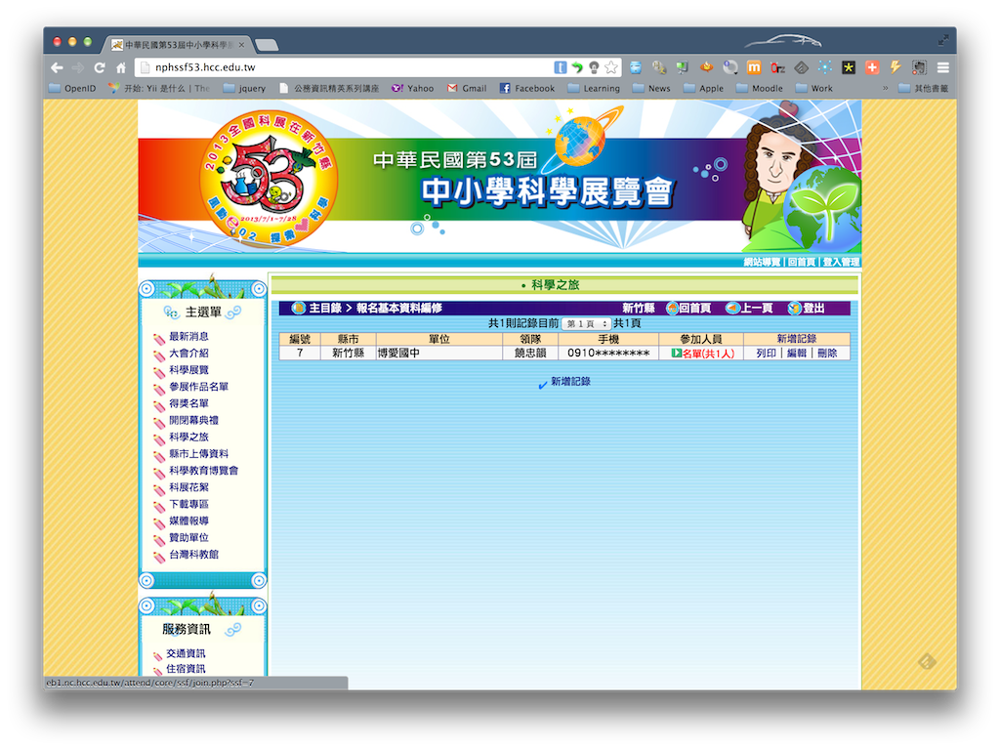 中華民國第53屆中小學科學
nphssf53.hcc.edu.tw
OpenID
开始: Yii 是什么 | The
jquery
公務資訊精英系列講座
Yahoo
Gmail
Facebook
Learning
News
Apple
Moodle
Work
»
其他書籤
2013全國科展在新竹縣
53
2013/7/1~7/28
中華民國第53屆
中小學科學展覽會
網站導覽 | 回首頁 | 登入管理
主選單
最新消息
大會介紹
科學展覽
參展作品名單
得獎名單
開閉幕典禮
科學之旅
縣市上傳資料
科學教育博覽會
科展花絮
下載專區
媒體報導
贊助單位
台灣科教館
服務資訊
交通資訊
住宿資訊
• 科學之旅
主目錄 > 報名基本資料編修 新竹縣 回首頁 上一頁 登出
共1則記錄目前 第 1 頁 共1頁
編號 縣市 單位 領隊 手機 參加人員 新增記錄
7 新竹縣 博愛國中 饒忠韻 0910******** 名單(共1人) 列印 | 編輯 | 刪除
新增記錄
eb1.nc.hcc.edu.tw/attend/core/ssf/join.php?ssf=7